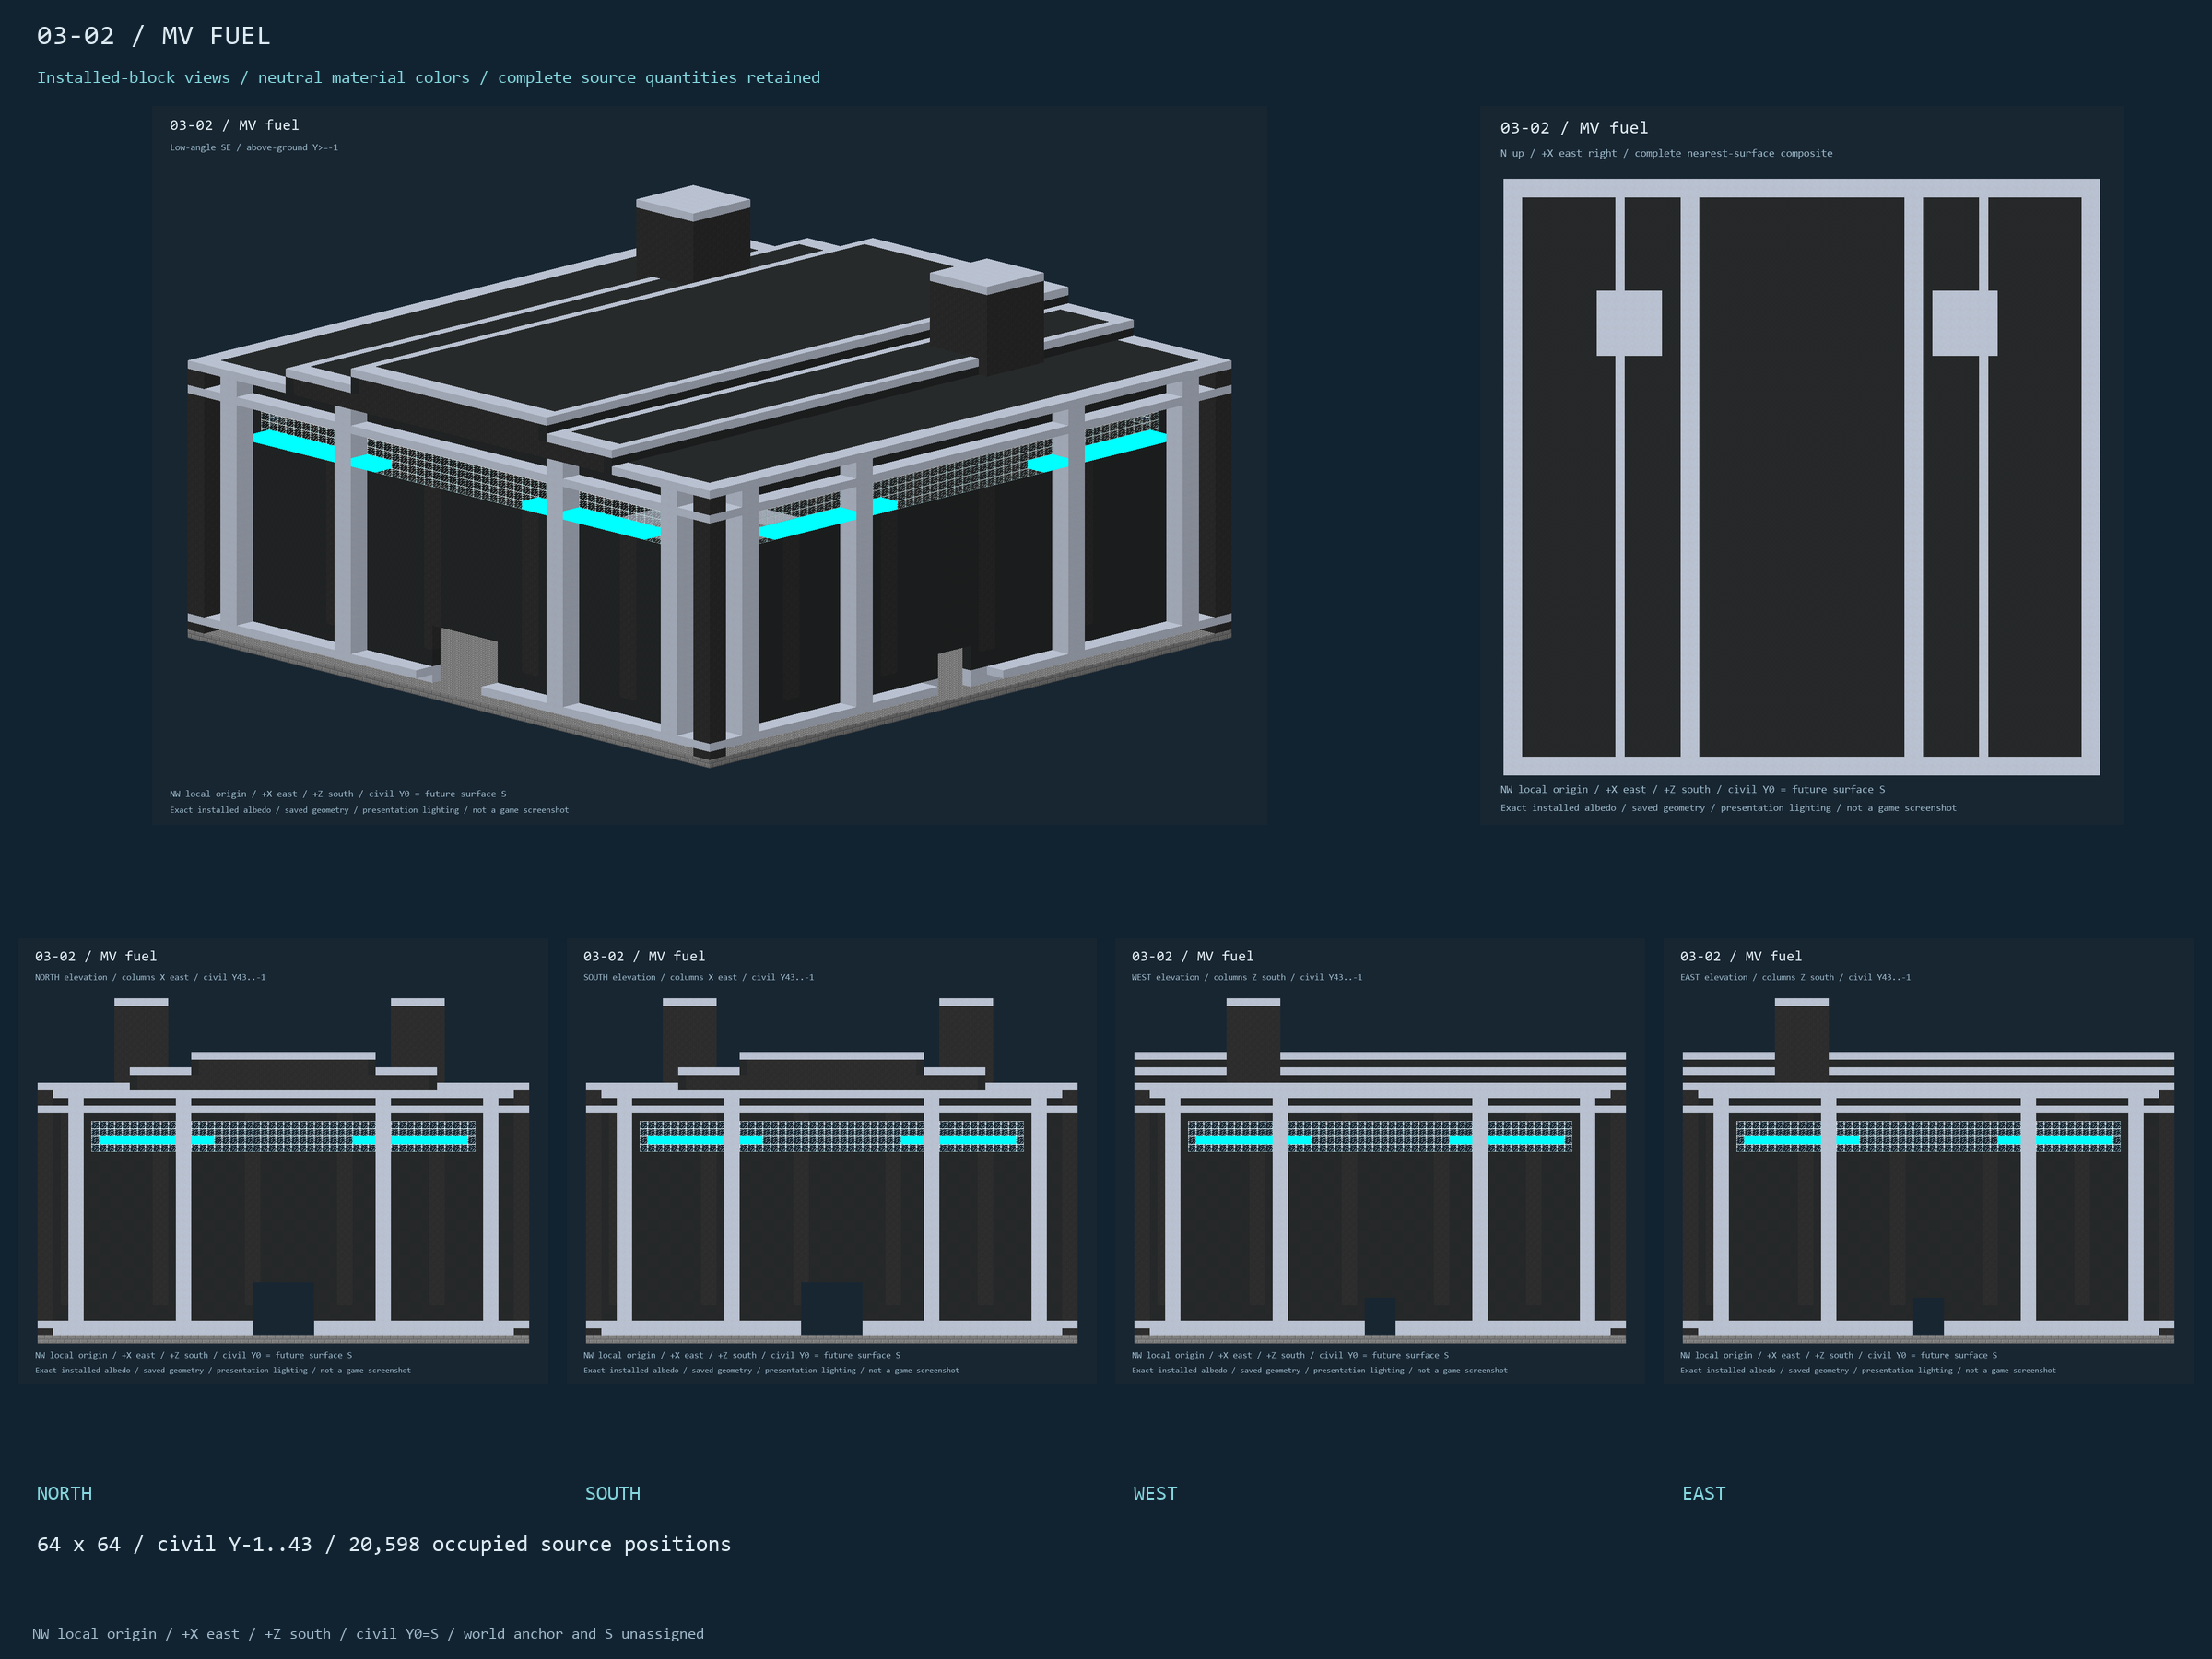 03-02 / MV FUEL
Installed-block views / neutral material colors / complete source quantities retained
03-02 / MV fuel
Low-angle SE / above-ground Y>=-1
NW local origin / +X east / +Z south / civil Y0 = future surface S
Exact installed albedo / saved geometry / presentation lighting / not a game screenshot
03-02 / MV fuel
N up / +X east right / complete nearest-surface composite
NW local origin / +X east / +Z south / civil Y0 = future surface S
Exact installed albedo / saved geometry / presentation lighting / not a game screenshot
03-02 / MV fuel
NORTH elevation / columns X east / civil Y43..-1
NW local origin / +X east / +Z south / civil Y0 = future surface S
Exact installed albedo / saved geometry / presentation lighting / not a game screenshot
03-02 / MV fuel
SOUTH elevation / columns X east / civil Y43..-1
NW local origin / +X east / +Z south / civil Y0 = future surface S
Exact installed albedo / saved geometry / presentation lighting / not a game screenshot
03-02 / MV fuel
WEST elevation / columns Z south / civil Y43..-1
NW local origin / +X east / +Z south / civil Y0 = future surface S
Exact installed albedo / saved geometry / presentation lighting / not a game screenshot
03-02 / MV fuel
EAST elevation / columns Z south / civil Y43..-1
NW local origin / +X east / +Z south / civil Y0 = future surface S
Exact installed albedo / saved geometry / presentation lighting / not a game screenshot
NORTH
SOUTH
WEST
EAST
64 x 64 / civil Y-1..43 / 20,598 occupied source positions
NW local origin / +X east / +Z south / civil Y0=S / world anchor and S unassigned